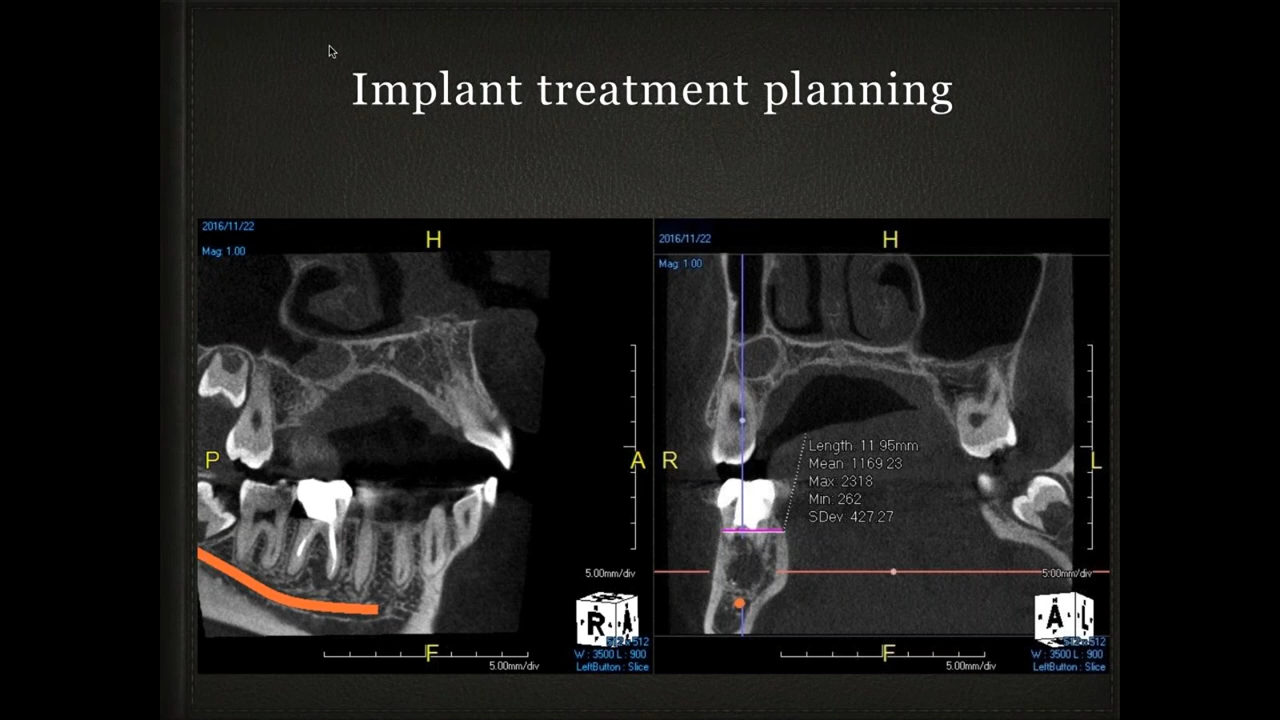 Implant treatment planning
2016/11/22
H
Mag: 1.00
P
A
5.00mm/div
R
A
512x512
W : 3500 L : 900
LeftButton : Slice
F
5.00mm/div
2016/11/22
H
Mag: 1.00
R
L
Length: 11.95mm
Mean: 1169.23
Max: 2318
Min: 262
SDev: 427.27
5.00mm/div
A
L
512x512
W : 3500 L : 900
LeftButton : Slice
F
5.00mm/div